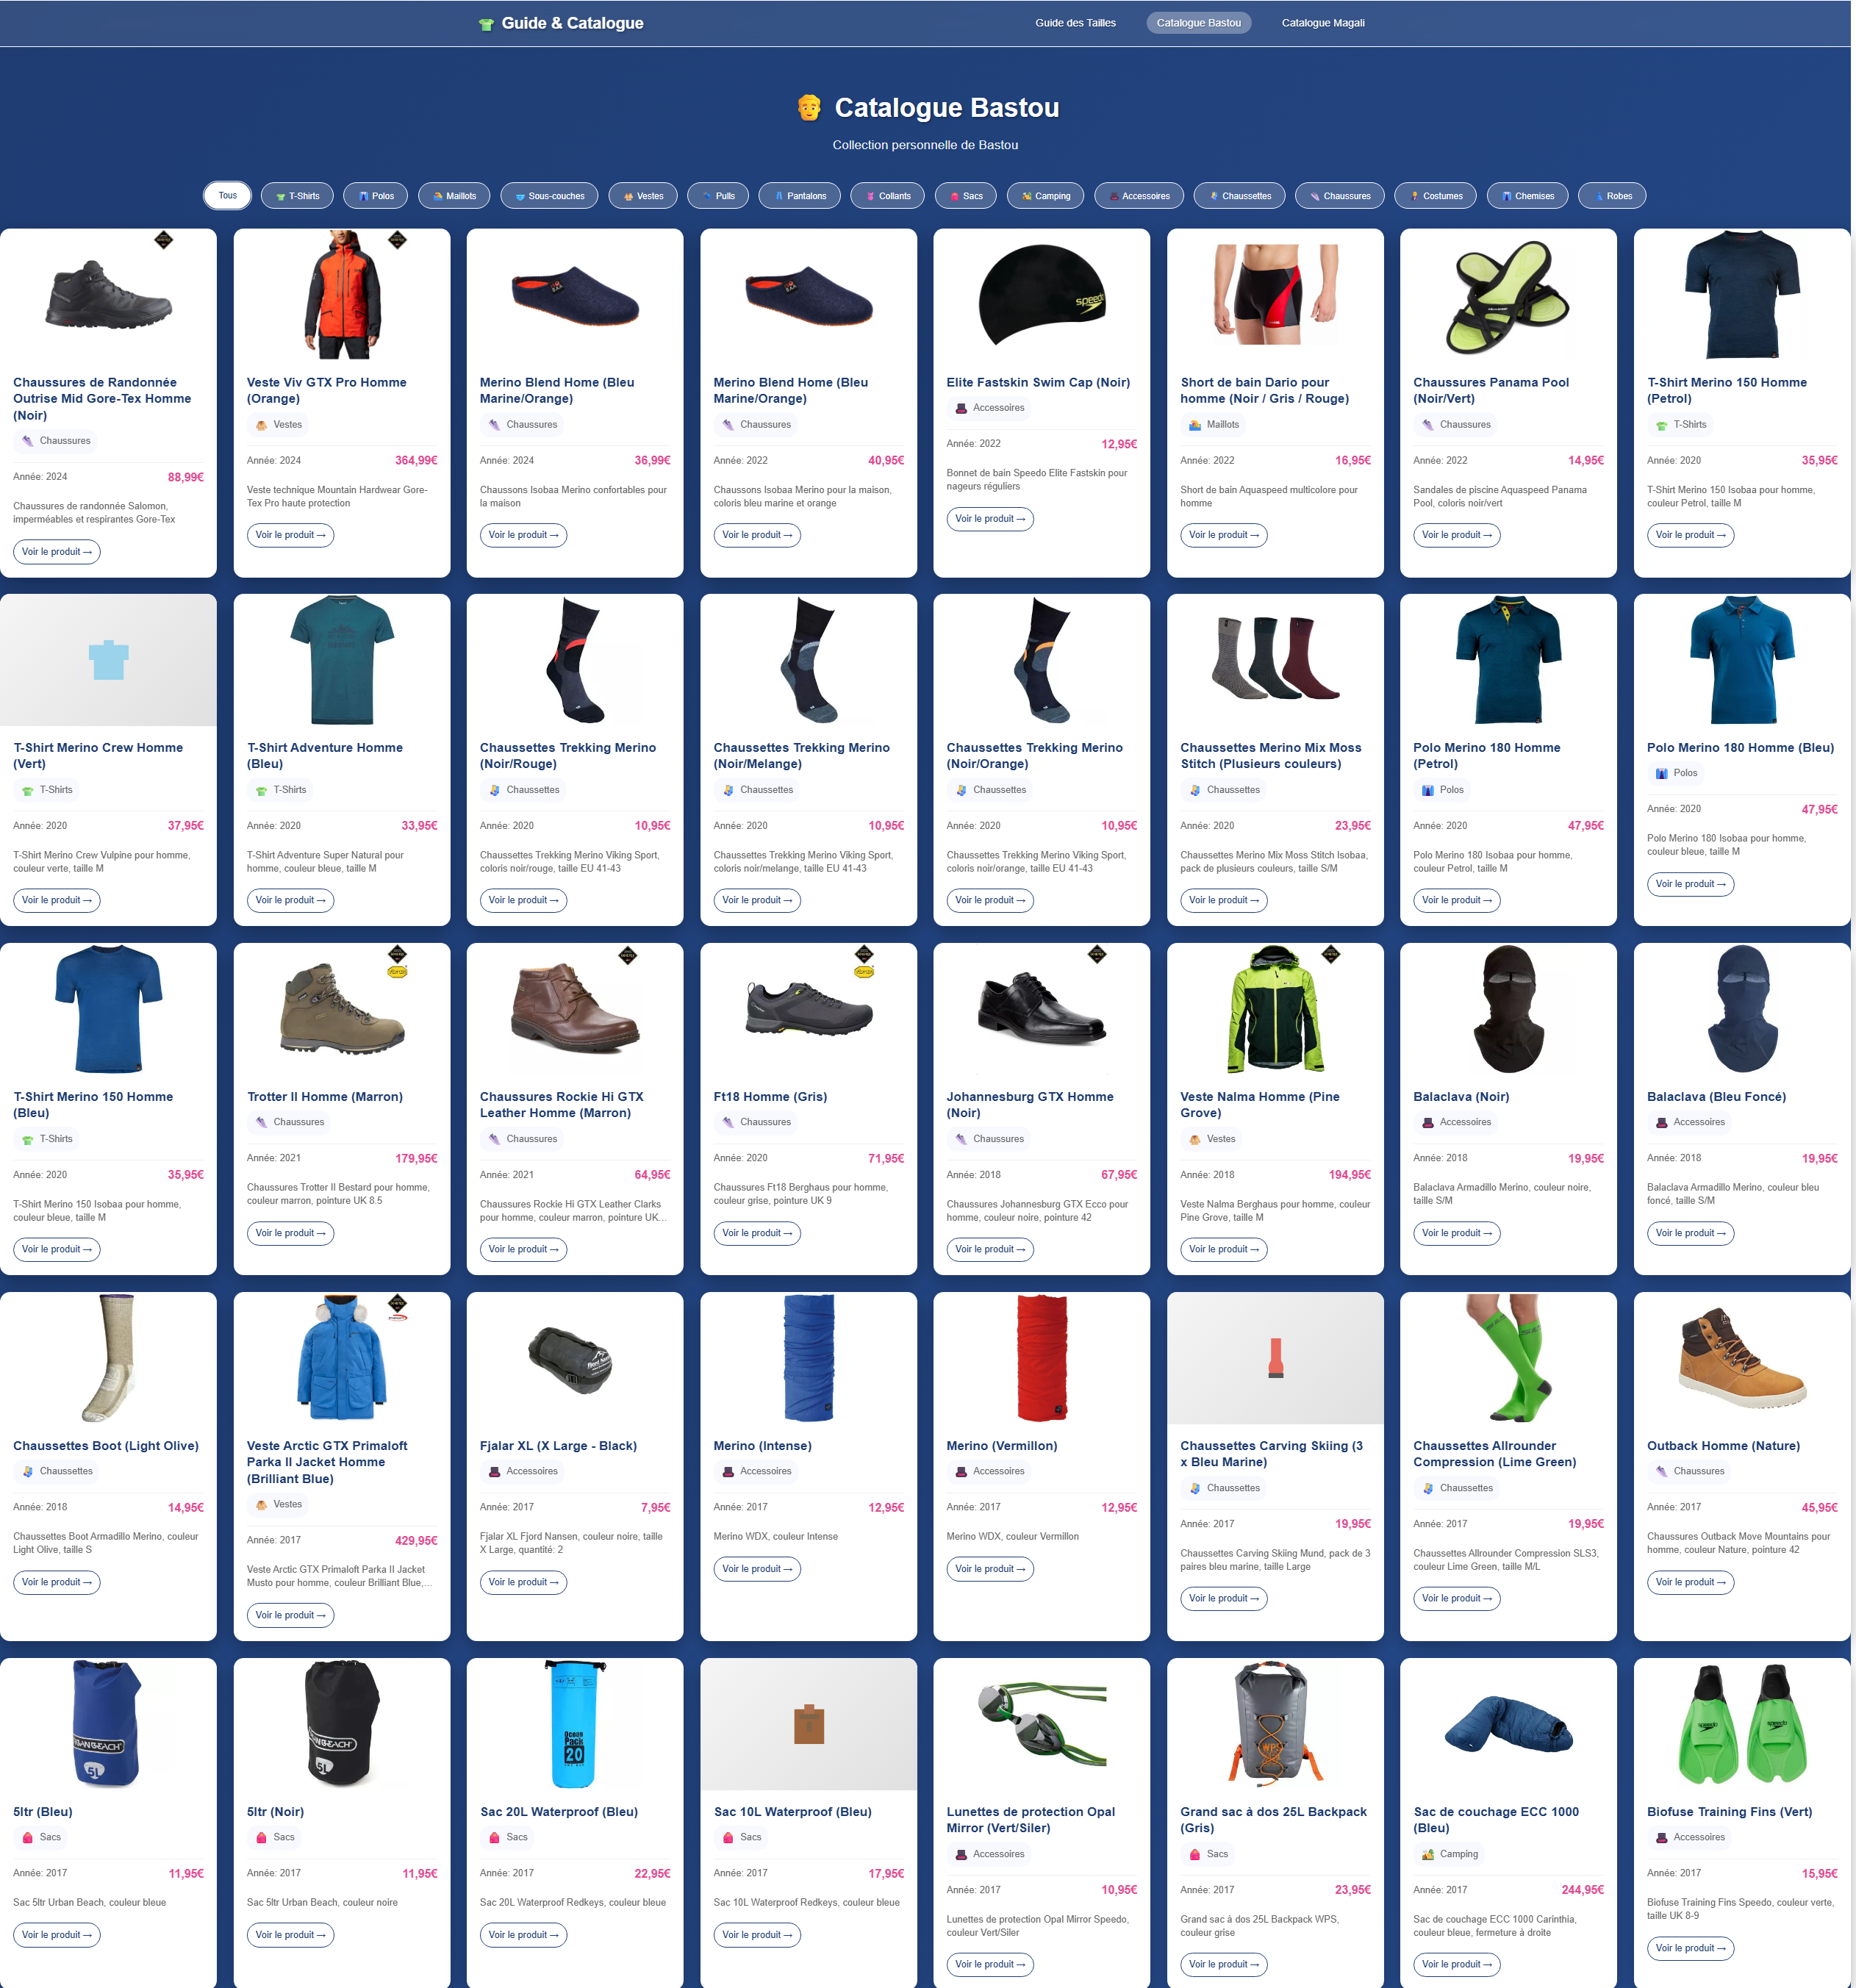 Guide & Catalogue
Guide des Tailles
Catalogue Bastou
Catalogue Magali
Catalogue Bastou
Collection personnelle de Bastou
Tous
T-Shirts
Polos
Maillots
Sous-couches
Vestes
Pulls
Pantalons
Collants
Sacs
Camping
Accessoires
Chaussettes
Chaussures
Costumes
Chemises
Robes
Chaussures de Randonnée
Outrise Mid Gore-Tex Homme
(Noir)
Chaussures
Année: 2024
88,99€
Chaussures de randonnée Salomon,
imperméables et respirantes Gore-Tex
Voir le produit →
Veste Viv GTX Pro Homme
(Orange)
Vestes
Année: 2024
364,99€
Veste technique Mountain Hardwear Gore-
Tex Pro haute protection
Voir le produit →
Merino Blend Home (Bleu
Marine/Orange)
Chaussures
Année: 2024
36,99€
Chaussons Isobaa Merino confortables pour
la maison
Voir le produit →
Merino Blend Home (Bleu
Marine/Orange)
Chaussures
Année: 2022
40,95€
Chaussons Isobaa Merino pour la maison,
coloris bleu marine et orange
Voir le produit →
speedo
Elite Fastskin Swim Cap (Noir)
Accessoires
Année: 2022
12,95€
Bonnet de bain Speedo Elite Fastskin pour
nageurs réguliers
Voir le produit →
Short de bain Dario pour
homme (Noir / Gris / Rouge)
Maillots
Année: 2022
16,95€
Short de bain Aquaspeed multicolore pour
homme
Voir le produit →
Chaussures Panama Pool
(Noir/Vert)
Chaussures
Année: 2022
14,95€
Sandales de piscine Aquaspeed Panama
Pool, coloris noir/vert
Voir le produit →
T-Shirt Merino 150 Homme
(Petrol)
T-Shirts
Année: 2020
35,95€
T-Shirt Merino 150 Isobaa pour homme,
couleur Petrol, taille M
Voir le produit →
T-Shirt Merino Crew Homme
(Vert)
T-Shirts
Année: 2020
37,95€
T-Shirt Merino Crew Vulpine pour homme,
couleur verte, taille M
Voir le produit →
T-Shirt Adventure Homme
(Bleu)
T-Shirts
Année: 2020
33,95€
T-Shirt Adventure Super Natural pour
homme, couleur bleue, taille M
Voir le produit →
Chaussettes Trekking Merino
(Noir/Rouge)
Chaussettes
Année: 2020
10,95€
Chaussettes Trekking Merino Viking Sport,
coloris noir/rouge, taille EU 41-43
Voir le produit →
Chaussettes Trekking Merino
(Noir/Melange)
Chaussettes
Année: 2020
10,95€
Chaussettes Trekking Merino Viking Sport,
coloris noir/melange, taille EU 41-43
Voir le produit →
Chaussettes Trekking Merino
(Noir/Orange)
Chaussettes
Année: 2020
10,95€
Chaussettes Trekking Merino Viking Sport,
coloris noir/orange, taille EU 41-43
Voir le produit →
Chaussettes Merino Mix Moss
Stitch (Plusieurs couleurs)
Chaussettes
Année: 2020
23,95€
Chaussettes Merino Mix Moss Stitch Isobaa,
pack de plusieurs couleurs, taille S/M
Voir le produit →
Polo Merino 180 Homme
(Petrol)
Polos
Année: 2020
47,95€
Polo Merino 180 Isobaa pour homme,
couleur Petrol, taille M
Voir le produit →
Polo Merino 180 Homme (Bleu)
Polos
Année: 2020
47,95€
Polo Merino 180 Isobaa pour homme,
couleur bleue, taille M
Voir le produit →
T-Shirt Merino 150 Homme
(Bleu)
T-Shirts
Année: 2020
35,95€
T-Shirt Merino 150 Isobaa pour homme,
couleur bleue, taille M
Voir le produit →
Trotter II Homme (Marron)
Chaussures
Année: 2021
179,95€
Chaussures Trotter II Bestard pour homme,
couleur marron, pointure UK 8.5
Voir le produit →
Chaussures Rockie Hi GTX
Leather Homme (Marron)
Chaussures
Année: 2021
64,95€
Chaussures Rockie Hi GTX Leather Clarks
pour homme, couleur marron, pointure UK...
Voir le produit →
Ft18 Homme (Gris)
Chaussures
Année: 2020
71,95€
Chaussures Ft18 Berghaus pour homme,
couleur grise, pointure UK 9
Voir le produit →
Johannesburg GTX Homme
(Noir)
Chaussures
Année: 2018
67,95€
Chaussures Johannesburg GTX Ecco pour
homme, couleur noire, pointure 42
Voir le produit →
Veste Nalma Homme (Pine
Grove)
Vestes
Année: 2018
194,95€
Veste Nalma Berghaus pour homme, couleur
Pine Grove, taille M
Voir le produit →
Balaclava (Noir)
Accessoires
Année: 2018
19,95€
Balaclava Armadillo Merino, couleur noire,
taille S/M
Voir le produit →
Balaclava (Bleu Foncé)
Accessoires
Année: 2018
19,95€
Balaclava Armadillo Merino, couleur bleu
foncé, taille S/M
Voir le produit →
Chaussettes Boot (Light Olive)
Chaussettes
Année: 2018
14,95€
Chaussettes Boot Armadillo Merino, couleur
Light Olive, taille S
Voir le produit →
Veste Arctic GTX Primaloft
Parka II Jacket Homme
(Brilliant Blue)
Vestes
Année: 2017
429,95€
Veste Arctic GTX Primaloft Parka II Jacket
Musto pour homme, couleur Brilliant Blue,...
Voir le produit →
Fjalar XL (X Large - Black)
Accessoires
Année: 2017
7,95€
Fjalar XL Fjord Nansen, couleur noire, taille
X Large, quantité: 2
Voir le produit →
Merino (Intense)
Accessoires
Année: 2017
12,95€
Merino WDX, couleur Intense
Voir le produit →
Merino (Vermillon)
Accessoires
Année: 2017
12,95€
Merino WDX, couleur Vermillon
Voir le produit →
Chaussettes Carving Skiing (3
x Bleu Marine)
Chaussettes
Année: 2017
19,95€
Chaussettes Carving Skiing Mund, pack de 3
paires bleu marine, taille Large
Voir le produit →
Chaussettes Allrounder
Compression (Lime Green)
Chaussettes
Année: 2017
19,95€
Chaussettes Allrounder Compression SLS3,
couleur Lime Green, taille M/L
Voir le produit →
Outback Homme (Nature)
Chaussures
Année: 2017
45,95€
Chaussures Outback Move Mountains pour
homme, couleur Nature, pointure 42
Voir le produit →
5L
5ltr (Bleu)
Sacs
Année: 2017
11,95€
Sac 5ltr Urban Beach, couleur bleue
Voir le produit →
5L
5ltr (Noir)
Sacs
Année: 2017
11,95€
Sac 5ltr Urban Beach, couleur noire
Voir le produit →
Ocean
Pack
20
Sac 20L Waterproof (Bleu)
Sacs
Année: 2017
22,95€
Sac 20L Waterproof Redkeys, couleur bleue
Voir le produit →
Sac 10L Waterproof (Bleu)
Sacs
Année: 2017
17,95€
Sac 10L Waterproof Redkeys, couleur bleue
Voir le produit →
Lunettes de protection Opal
Mirror (Vert/Siler)
Accessoires
Année: 2017
10,95€
Lunettes de protection Opal Mirror Speedo,
couleur Vert/Siler
Voir le produit →
WPS
Grand sac à dos 25L Backpack
(Gris)
Sacs
Année: 2017
23,95€
Grand sac à dos 25L Backpack WPS,
couleur grise
Voir le produit →
Sac de couchage ECC 1000
(Bleu)
Camping
Année: 2017
244,95€
Sac de couchage ECC 1000 Carinthia,
couleur bleue, fermeture à droite
Voir le produit →
speedo
speedo
Biofuse Training Fins (Vert)
Accessoires
Année: 2017
15,95€
Biofuse Training Fins Speedo, couleur verte,
taille UK 8-9
Voir le produit →